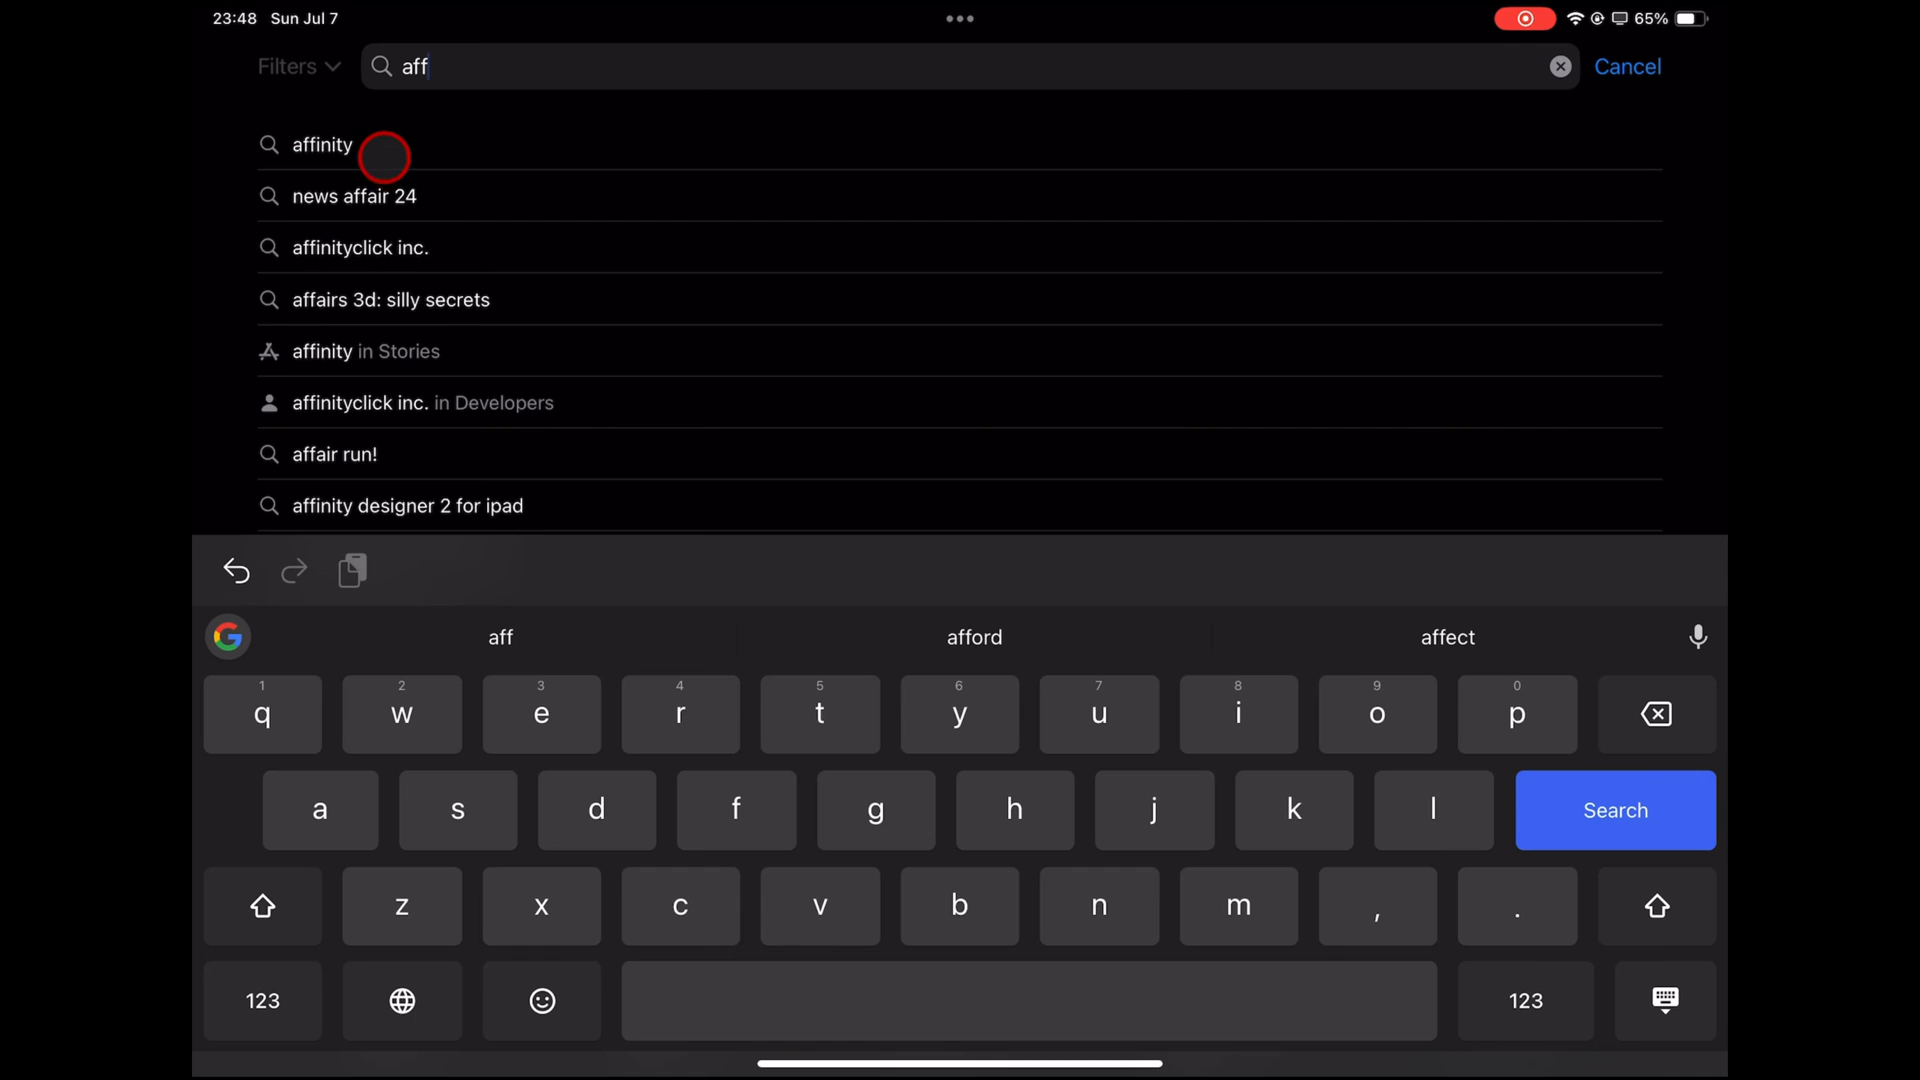 23:48 Sun Jul 7
65%
Filters aff Cancel
affinity
news affair 24
affinityclick inc.
affairs 3d: silly secrets
affinity in Stories
affinityclick inc. in Developers
affair run!
affinity designer 2 for ipad
G aff afford affect
1 2 3 4 5 6 7 8 9 0
q w e r t y u i o p
a s d f g h j k l Search
z x c v b n m , .
123 123